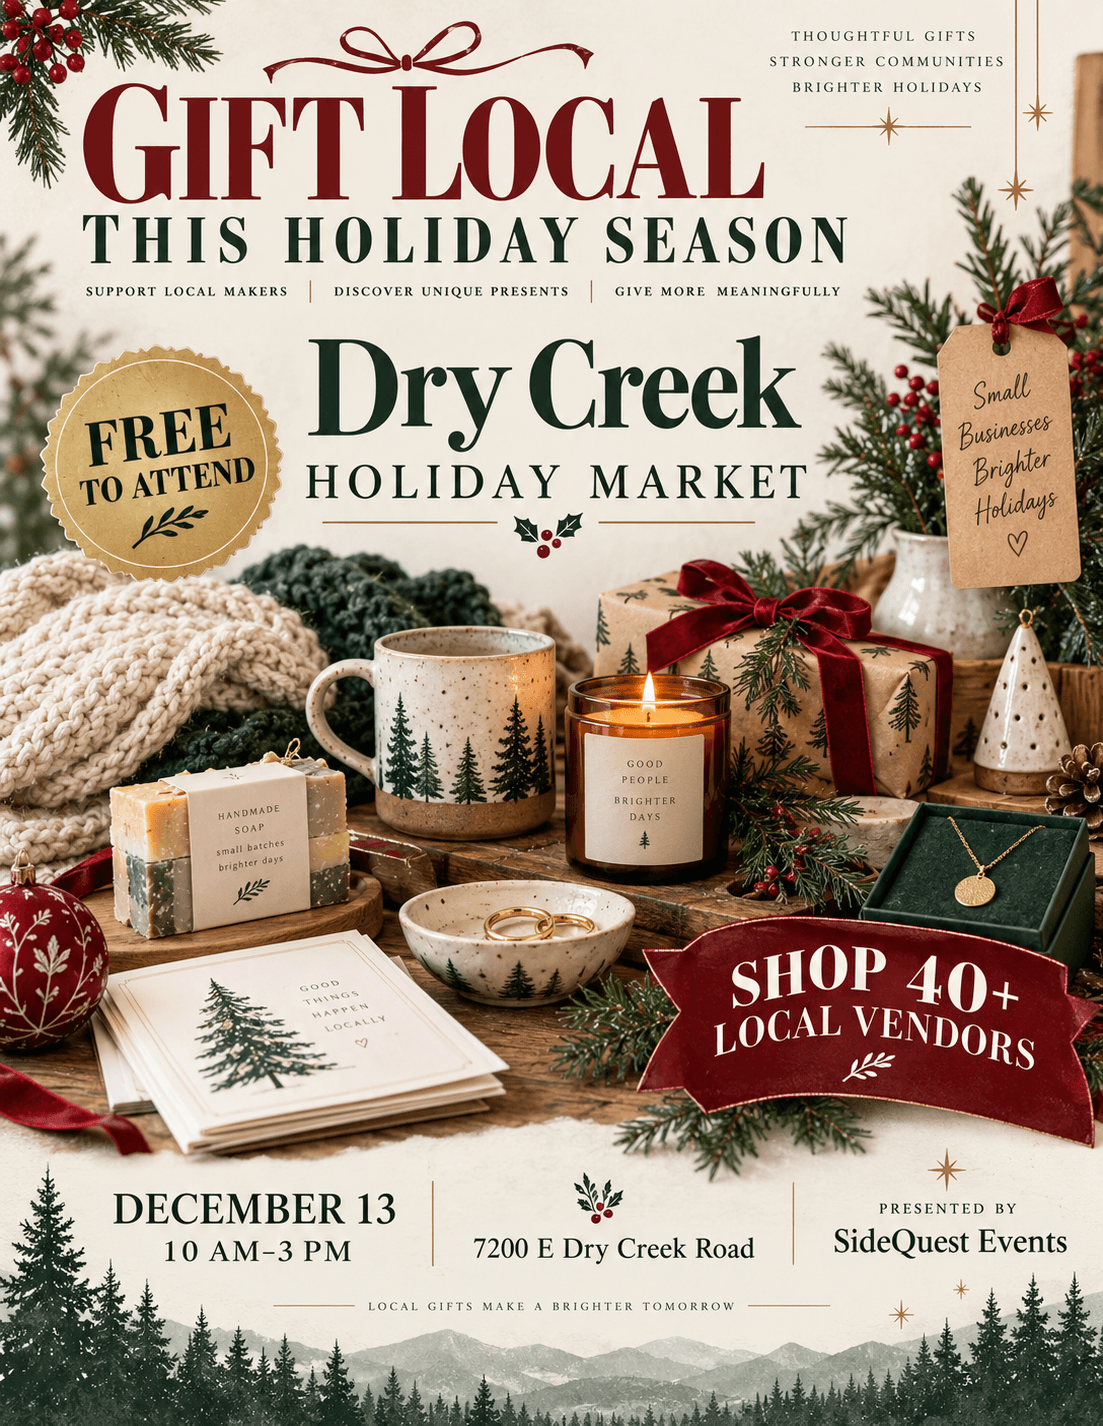 THOUGHTFUL GIFTS
STRONGER COMMUNITIES
BRIGHTER HOLIDAYS
GIFT LOCAL
THIS HOLIDAY SEASON
SUPPORT LOCAL MAKERS
DISCOVER UNIQUE PRESENTS
GIVE MORE MEANINGFULLY
Dry Creek
HOLIDAY MARKET
FREE
TO ATTEND
Small
Businesses
Brighter
Holidays
GOOD
PEOPLE
BRIGHTER
DAYS
HANDMADE
SOAP
small batches
brighter days
GOOD
THINGS
HAPPEN
LOCALLY
SHOP 40+
LOCAL VENDORS
DECEMBER 13
10 AM–3 PM
7200 E Dry Creek Road
PRESENTED BY
SideQuest Events
LOCAL GIFTS MAKE A BRIGHTER TOMORROW